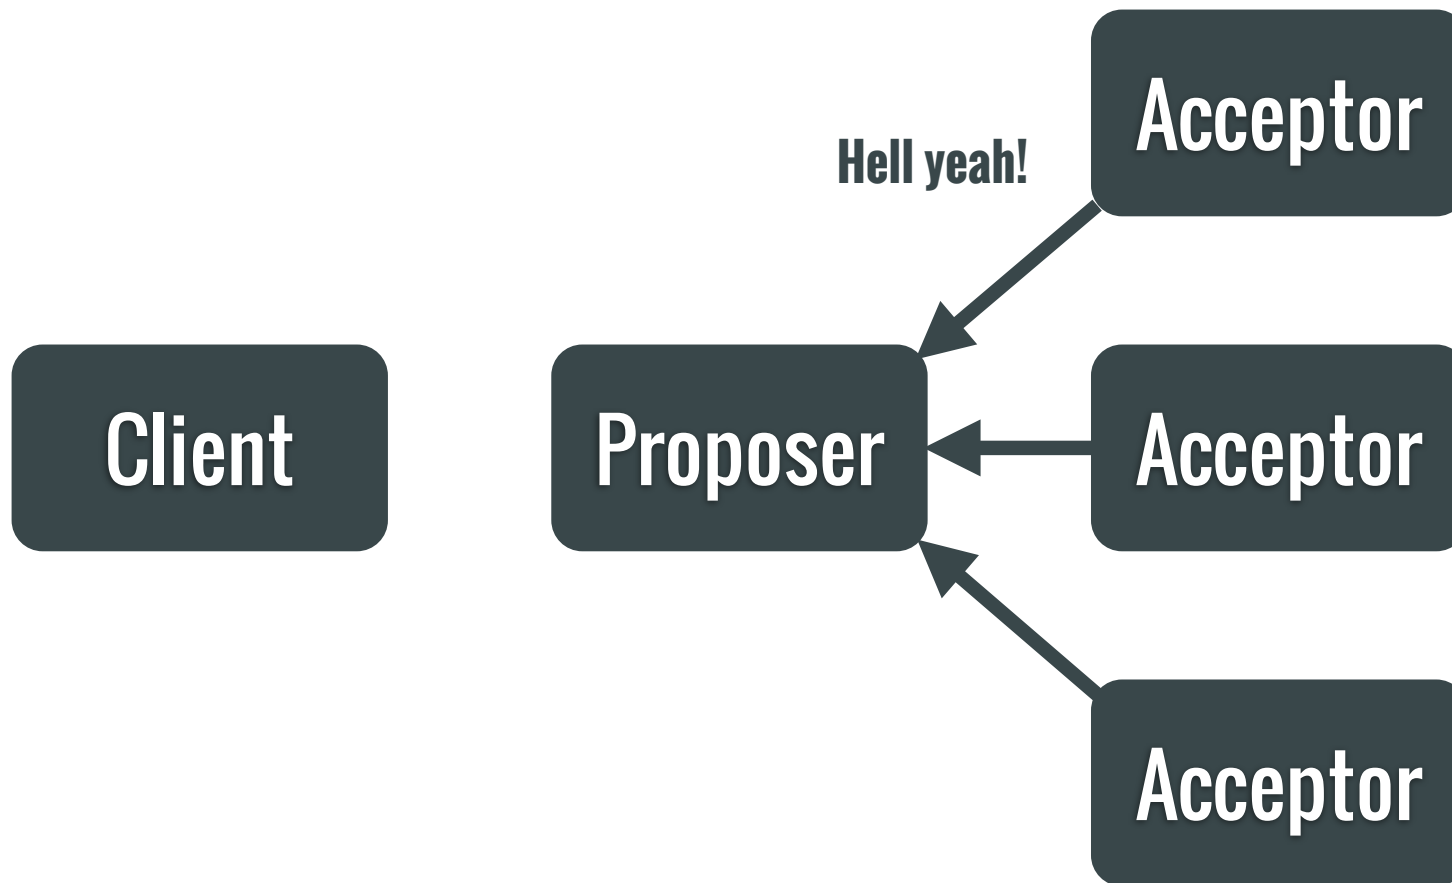 Acceptor
Hell yeah!
Client
Proposer
Acceptor
Acceptor